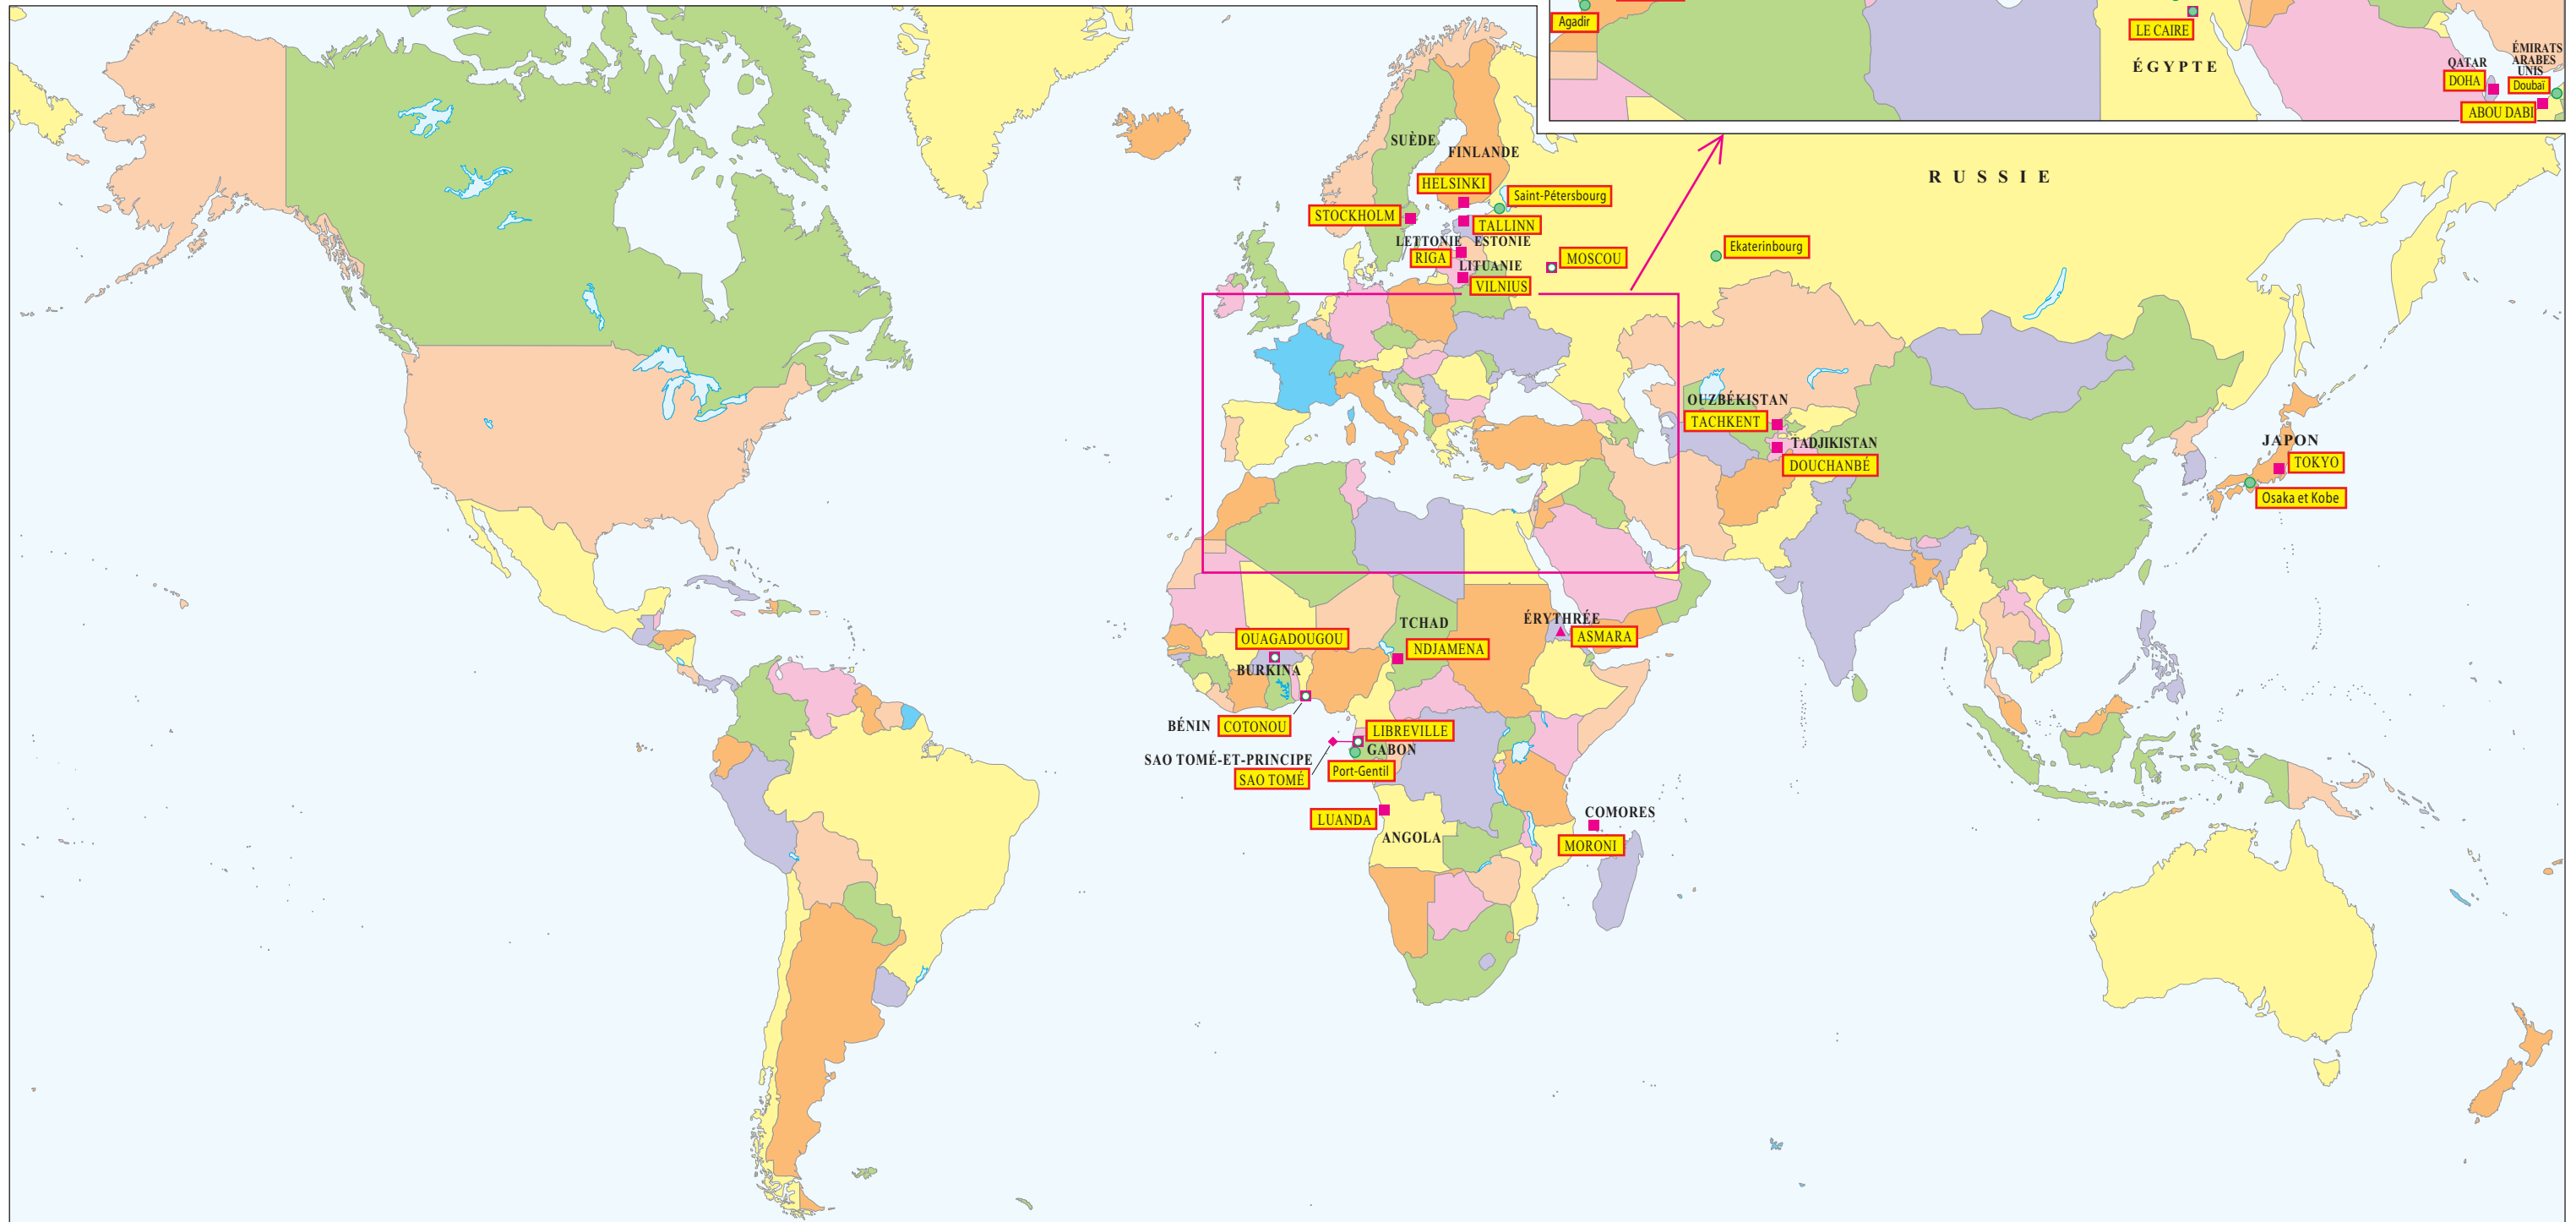 Agadir
LE CAIRE
ÉGYPTE
QATAR
DOHA
ÉMIRATS
ARABES
UNIS
Doubaï
ABOU DABI
SUÈDE
FINLANDE
HELSINKI
Saint-Pétersbourg
STOCKHOLM
TALLINN
LETTONIE
ESTONIE
RIGA
LITUANIE
VILNIUS
MOSCOU
RUSSIE
Ekaterinbourg
OUZBÉKISTAN
TACHKENT
TADJIKISTAN
DOUCHANBÉ
JAPON
TOKYO
Osaka et Kobe
TCHAD
NDJAMENA
ÉRYTHRÉE
ASMARA
OUAGADOUGOU
BURKINA
BÉNIN
COTONOU
LIBREVILLE
GABON
SAO TOMÉ-ET-PRINCIPE
SAO TOMÉ
Port-Gentil
LUANDA
ANGOLA
COMORES
MORONI